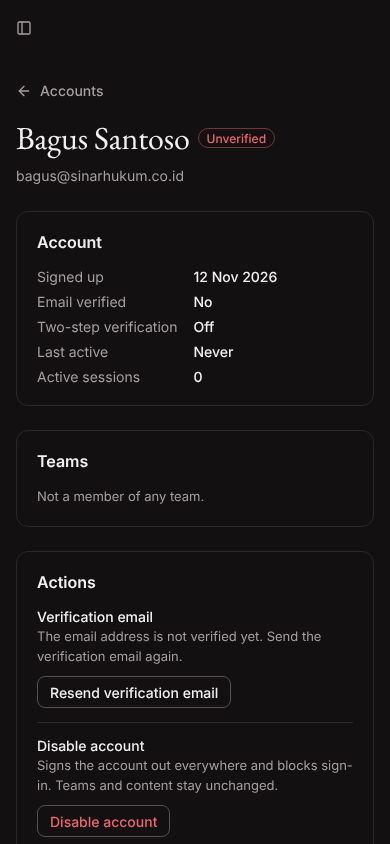 Accounts
Bagus Santoso Unverified
bagus@sinarhukum.co.id
Account
Signed up 12 Nov 2026
Email verified No
Two-step verification Off
Last active Never
Active sessions 0
Teams
Not a member of any team.
Actions
Verification email
The email address is not verified yet. Send the
verification email again.
Resend verification email
Disable account
Signs the account out everywhere and blocks sign-
in. Teams and content stay unchanged.
Disable account